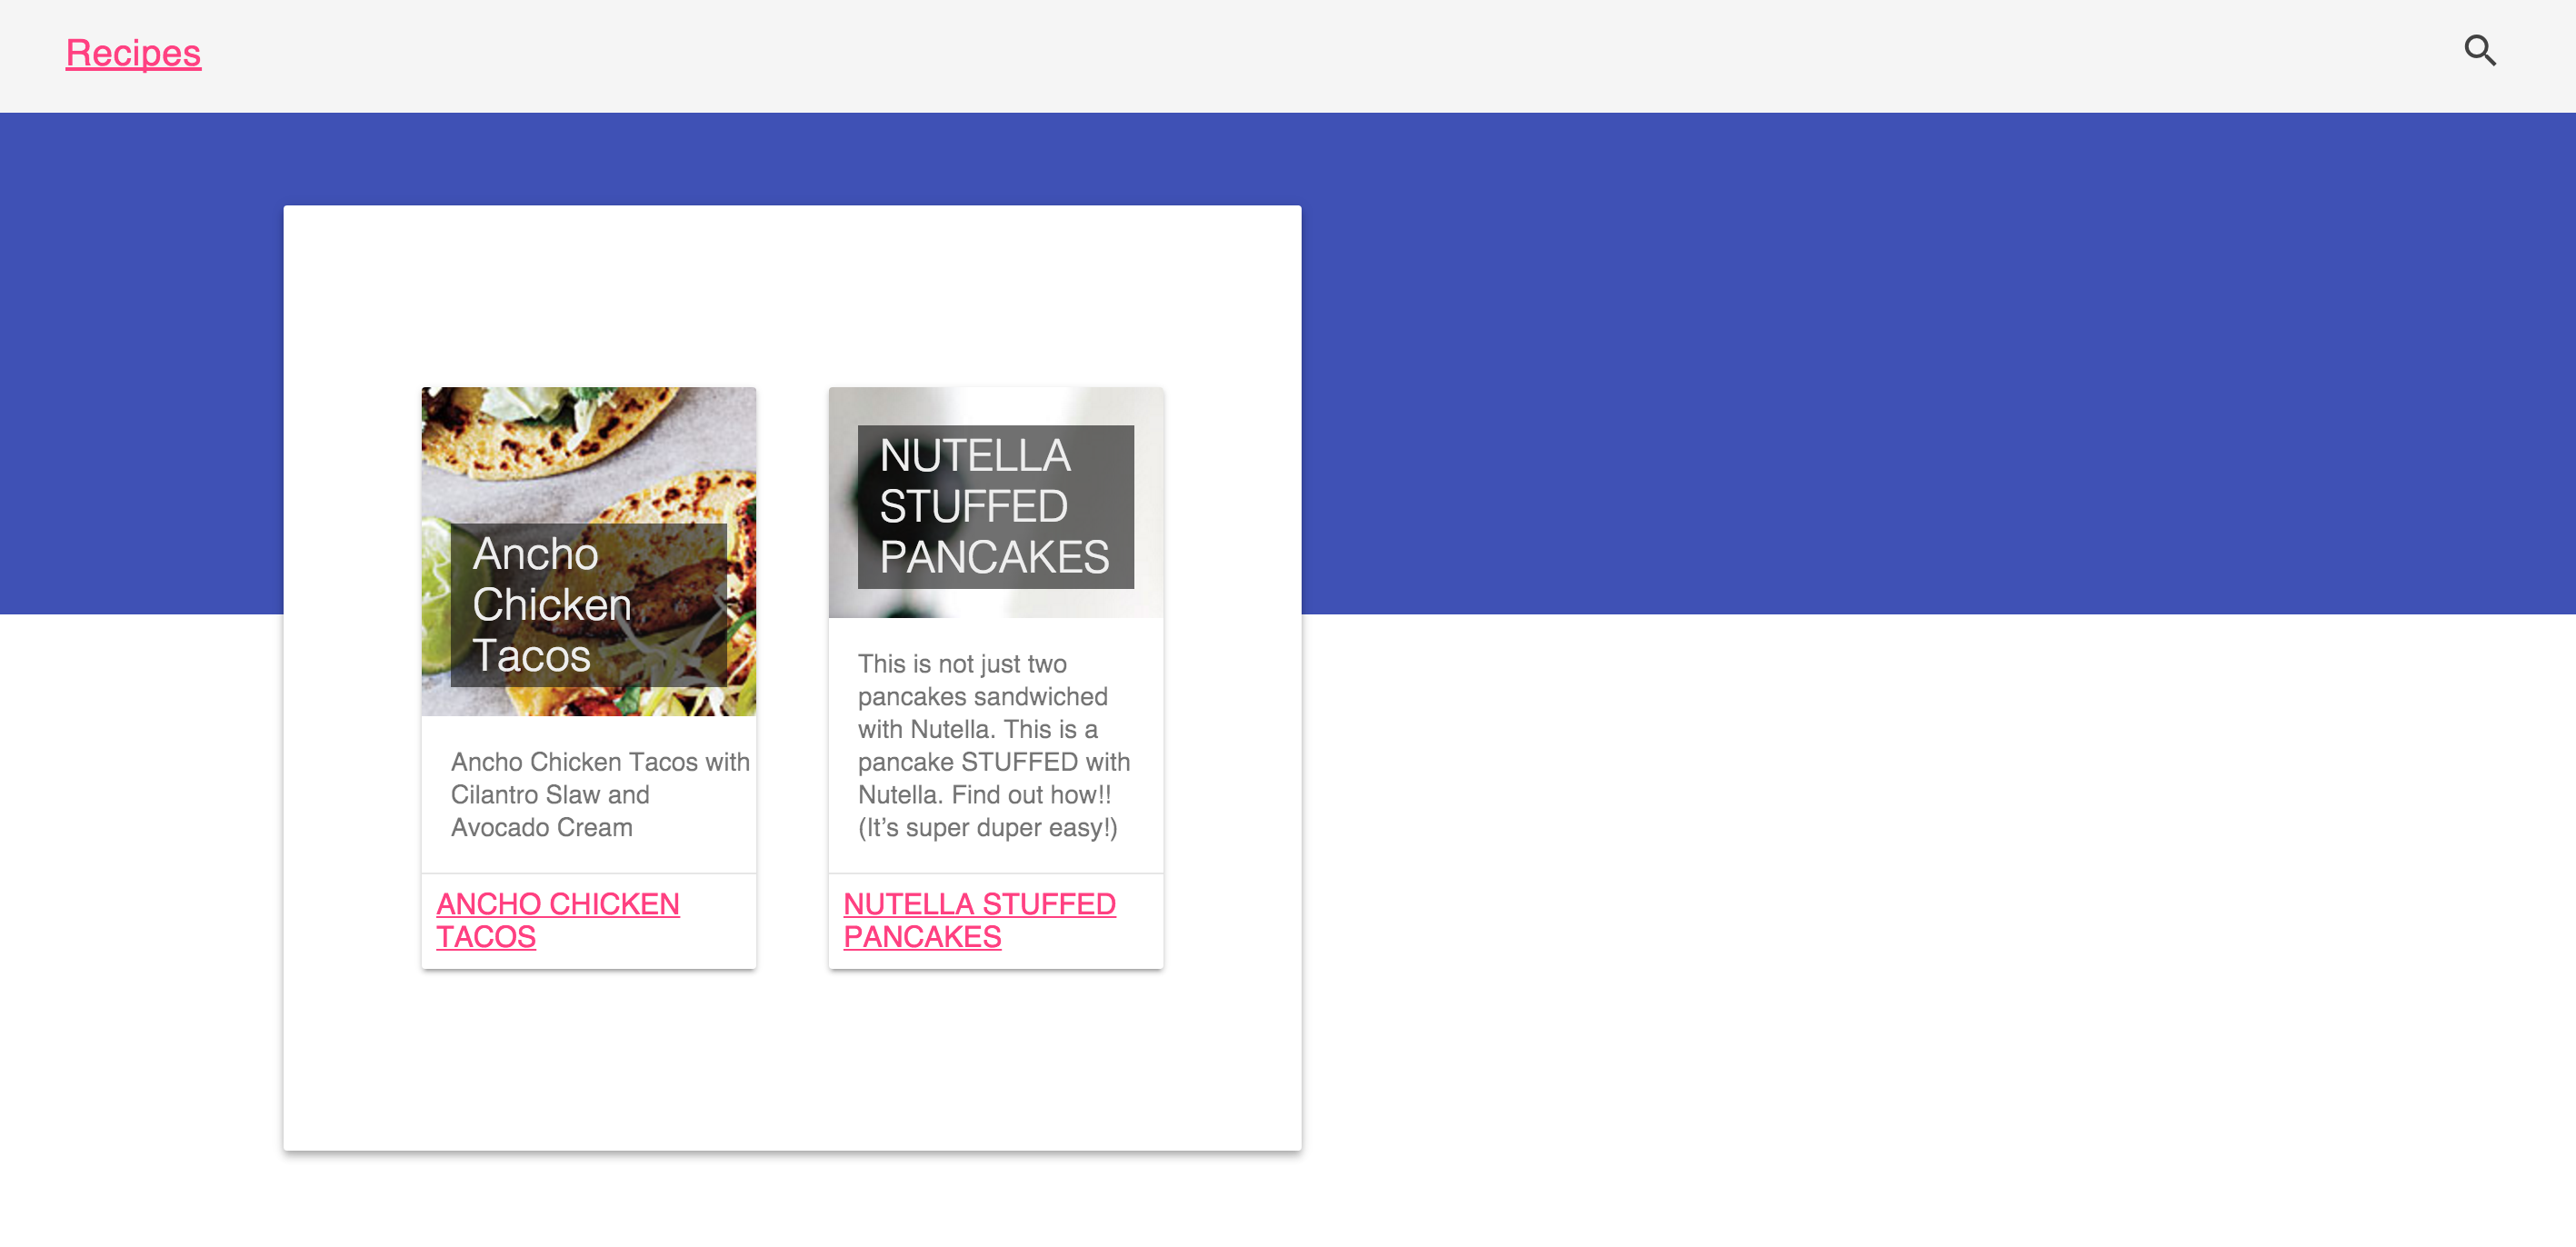 Recipes
Ancho
Chicken
Tacos
Ancho Chicken Tacos with
Cilantro Slaw and
Avocado Cream
ANCHO CHICKEN
TACOS
NUTELLA
STUFFED
PANCAKES
This is not just two
pancakes sandwiched
with Nutella. This is a
pancake STUFFED with
Nutella. Find out how!!
(It’s super duper easy!)
NUTELLA STUFFED
PANCAKES